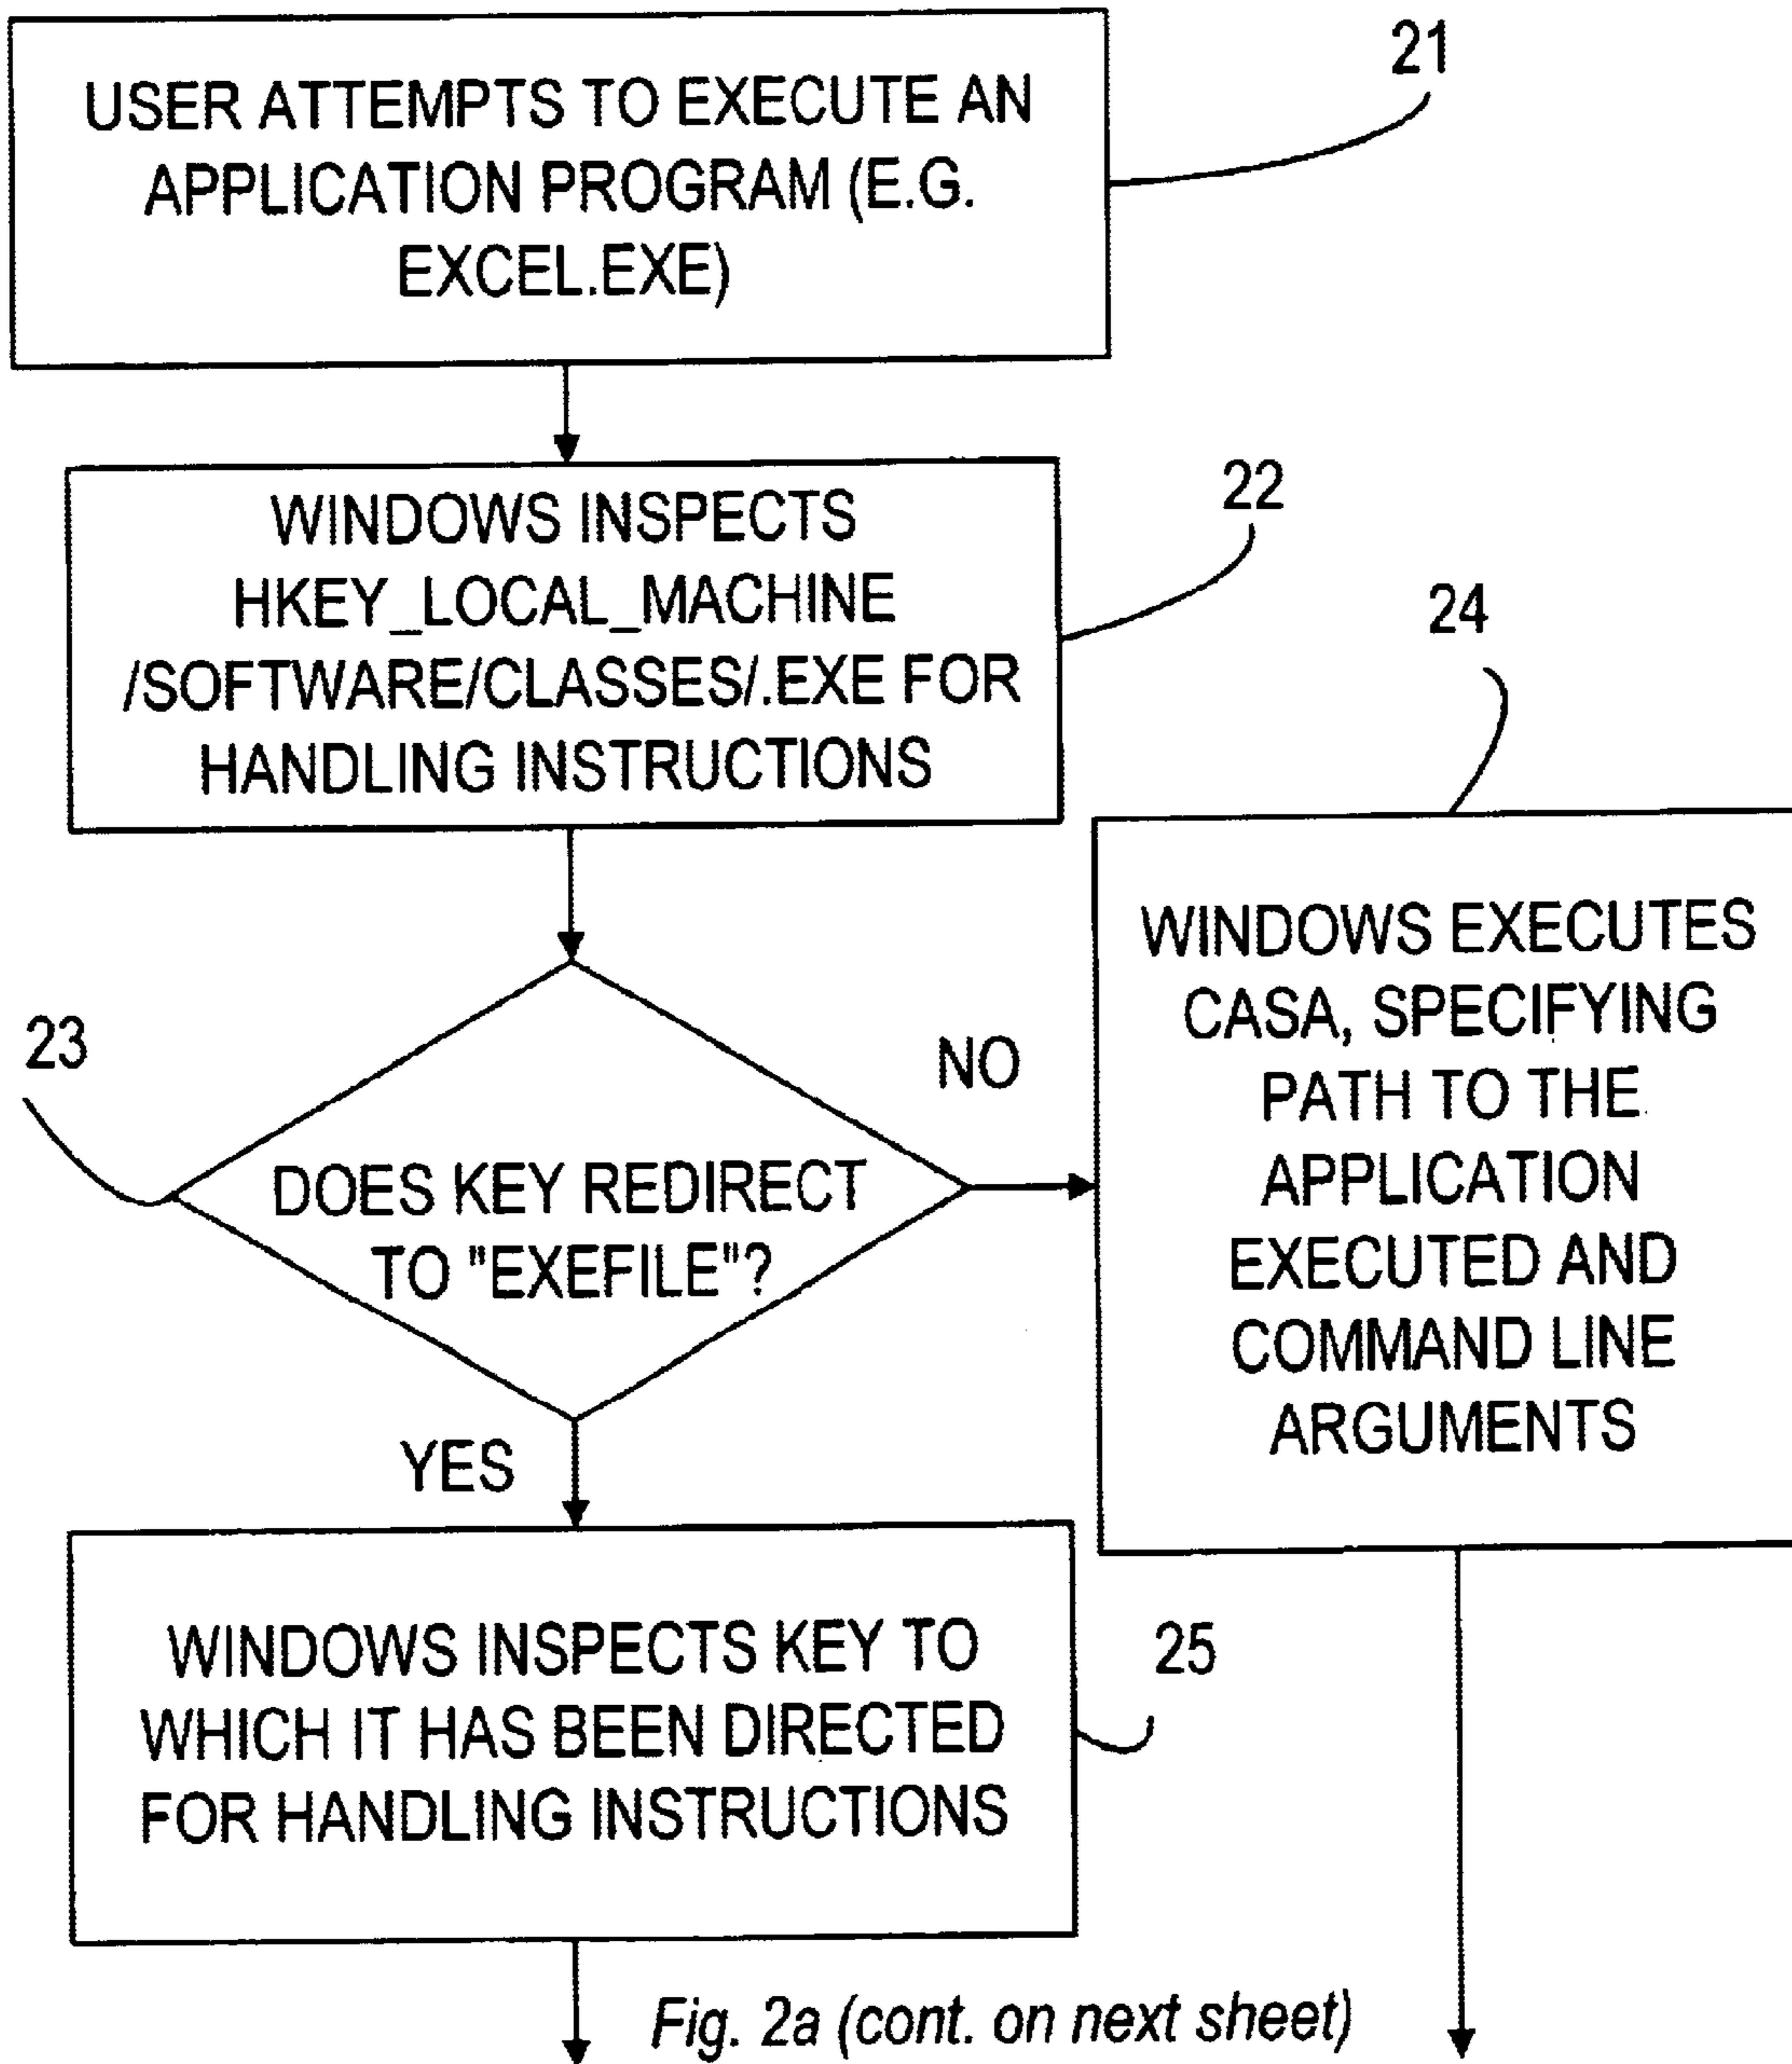 21
USER ATTEMPTS TO EXECUTE AN
APPLICATION PROGRAM (E.G.
EXCEL.EXE)
22
WINDOWS INSPECTS
HKEY_LOCAL_MACHINE
/SOFTWARE/CLASSES/.EXE FOR
HANDLING INSTRUCTIONS
23
DOES KEY REDIRECT
TO "EXEFILE"?
NO
24
WINDOWS EXECUTES
CASA, SPECIFYING
PATH TO THE
APPLICATION
EXECUTED AND
COMMAND LINE
ARGUMENTS
YES
25
WINDOWS INSPECTS KEY TO
WHICH IT HAS BEEN DIRECTED
FOR HANDLING INSTRUCTIONS
Fig. 2a (cont. on next sheet)